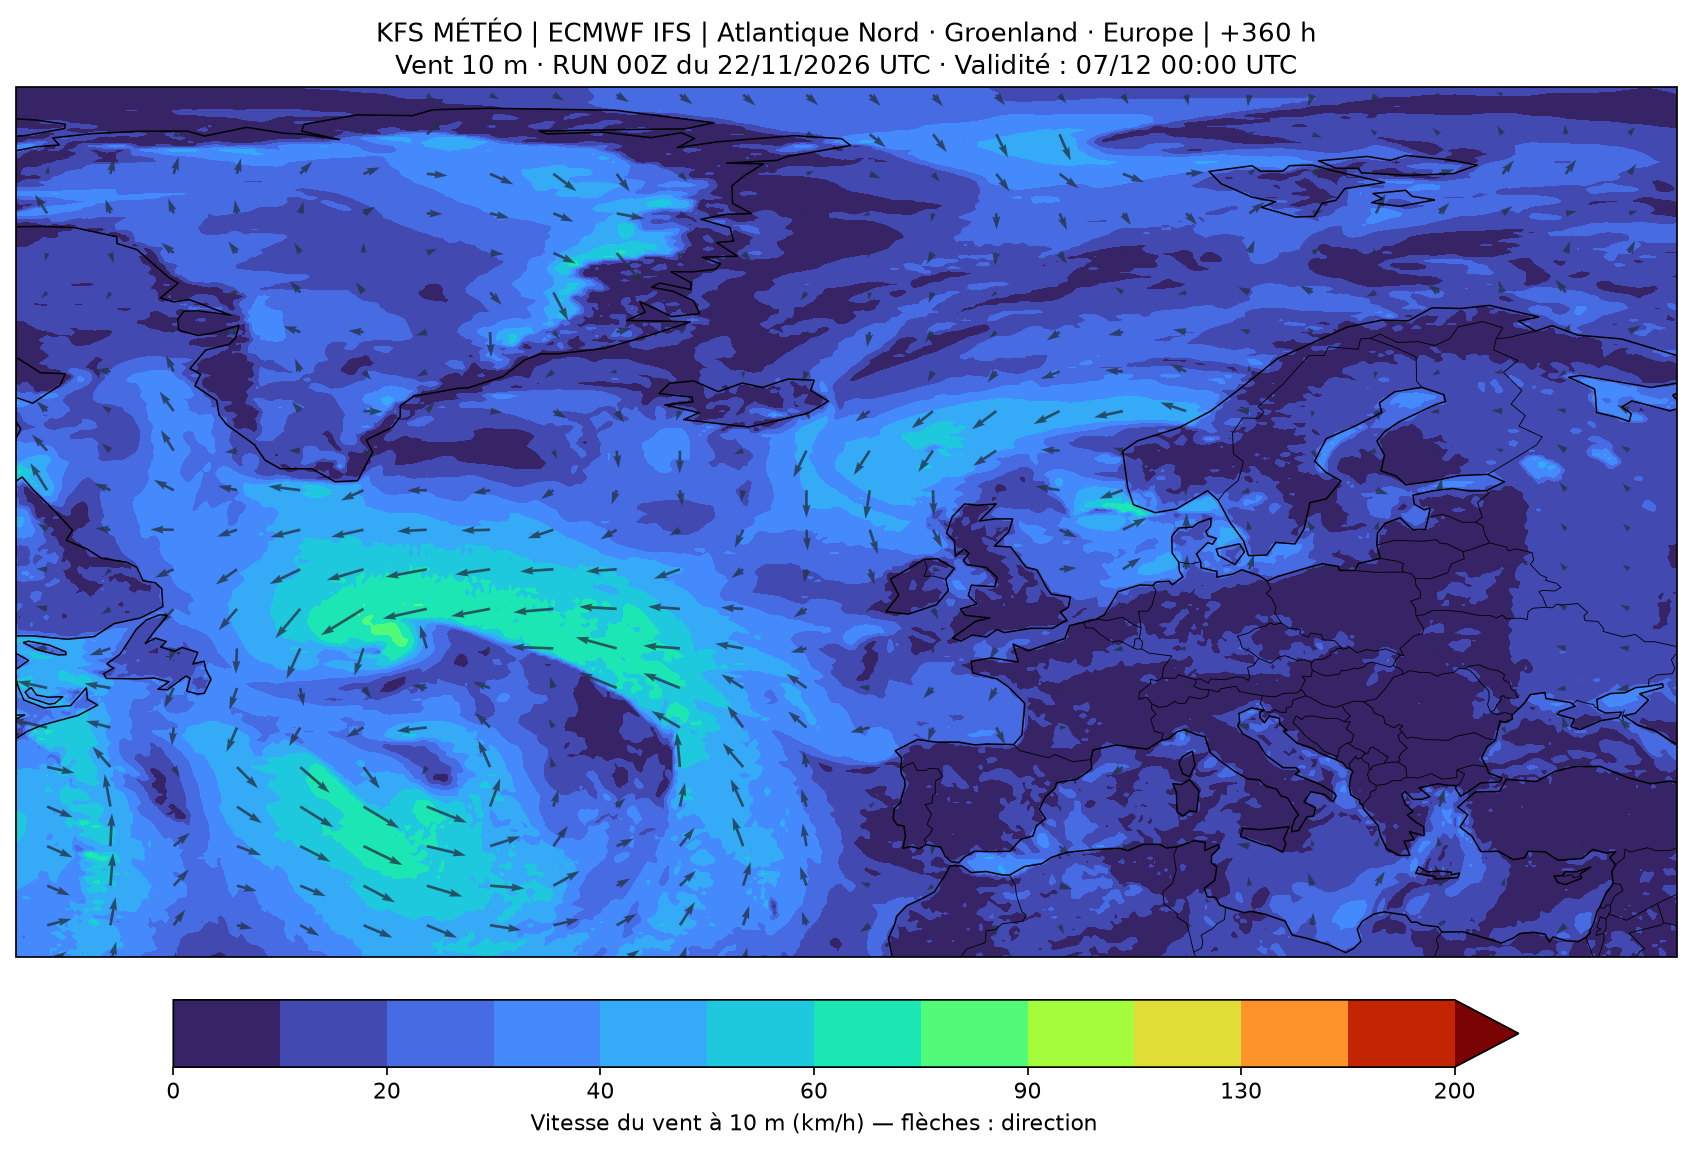 KFS MÉTÉO | ECMWF IFS | Atlantique Nord · Groenland · Europe | +360 h
Vent 10 m · RUN 00Z du 22/11/2026 UTC · Validité : 07/12 00:00 UTC
0 20 40 60 90 130 200
Vitesse du vent à 10 m (km/h) — flèches : direction